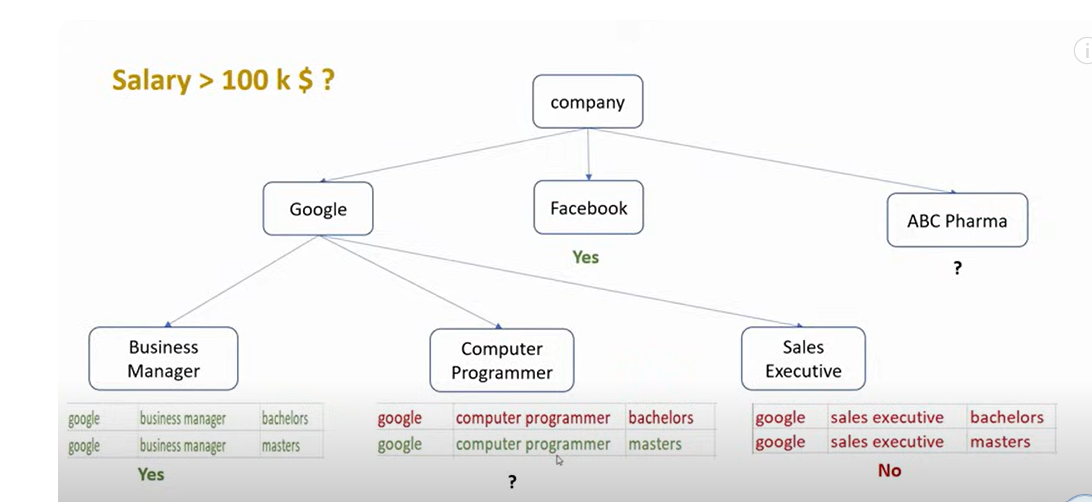 Salary > 100 k $ ?
company
Google
Facebook
ABC Pharma
Yes
?
Business
Manager
Computer
Programmer
Sales
Executive
google business manager bachelors
google business manager masters
Yes
google computer programmer bachelors
google computer programmer masters
?
google sales executive bachelors
google sales executive masters
No